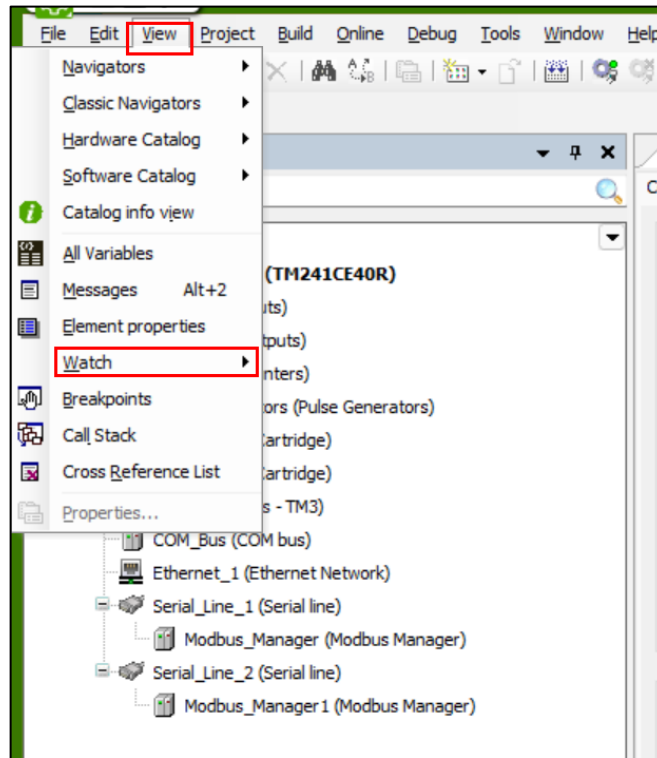 File Edit View Project Build Online Debug Tools Window Help
Navigators
Classic Navigators
Hardware Catalog
Software Catalog
Catalog info view
All Variables
(TM241CE40R)
Messages Alt+2
uts)
Element properties
tputs)
Watch
nters)
Breakpoints
ors (Pulse Generators)
Call Stack
Cartridge)
Cross Reference List
Cartridge)
Properties...
s - TM3)
COM_Bus (COM bus)
Ethernet_1 (Ethernet Network)
Serial_Line_1 (Serial line)
Modbus_Manager (Modbus Manager)
Serial_Line_2 (Serial line)
Modbus_Manager1 (Modbus Manager)